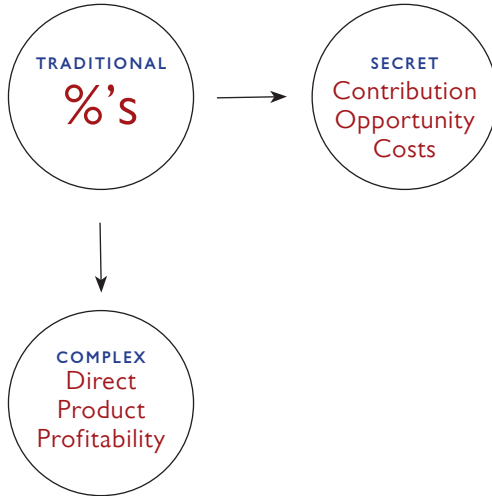 TRADITIONAL
%'s
SECRET
Contribution
Opportunity
Costs
COMPLEX
Direct
Product
Profitability